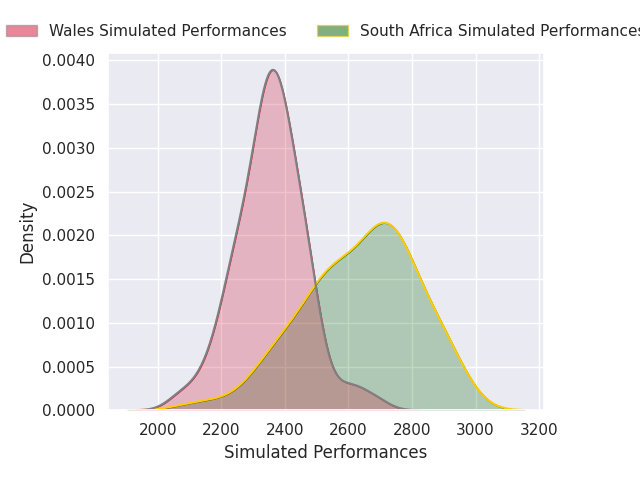 Wales Simulated Performances
South Africa Simulated Performances
0.0040
0.0035
0.0030
0.0025
0.0020
0.0015
0.0010
0.0005
0.0000
Density
2000 2200 2400 2600 2800 3000 3200
Simulated Performances